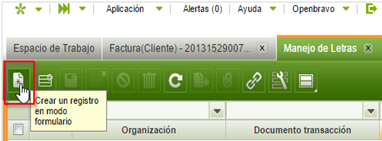 Aplicación Alertas (0) Ayuda Openbravo
Espacio de Trabajo Factura(Cliente) - 20131529007... Manejo de Letras
Crear un registro
en modo
formulario
Organización Documento transacción